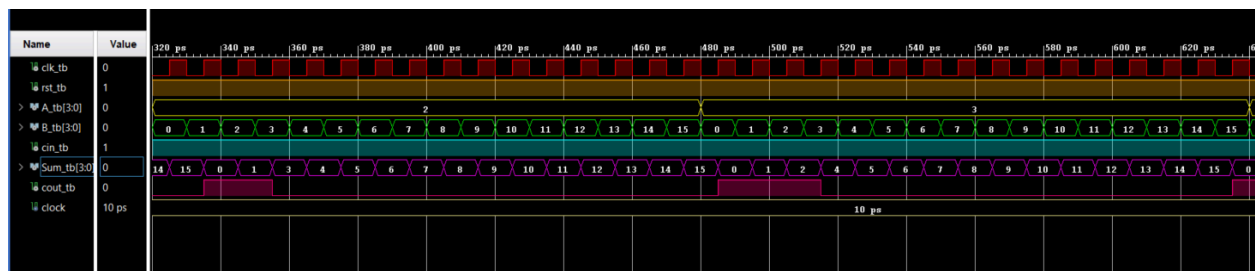 Name Value 320 ps 340 ps 360 ps 380 ps 400 ps 420 ps 440 ps 460 ps 480 ps 500 ps 520 ps 540 ps 560 ps 580 ps 600 ps 620 ps
clk_tb 0
rst_tb 1
A_tb[3:0] 0 2 3
B_tb[3:0] 0 0 1 2 3 4 5 6 7 8 9 10 11 12 13 14 15 0 1 2 3 4 5 6 7 8 9 10 11 12 13 14 15
cin_tb 1
Sum_tb[3:0] 0 14 15 0 1 3 4 5 6 7 8 9 10 11 12 13 14 15 0 1 2 4 5 6 7 8 9 10 11 12 13 14 15 0
cout_tb 0
clock 10 ps 10 ps